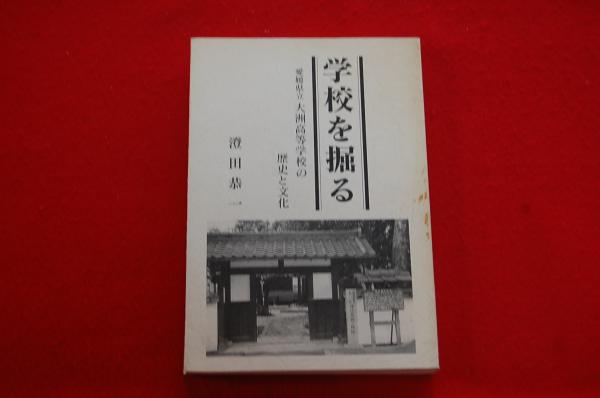 学校を掘る
愛媛県立大洲高等学校の
歴史と文化
澄田恭一